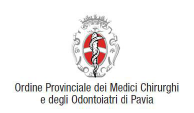 Ordine Provinciale dei Medici Chirurghi
e degli Odontoiatri di Pavia